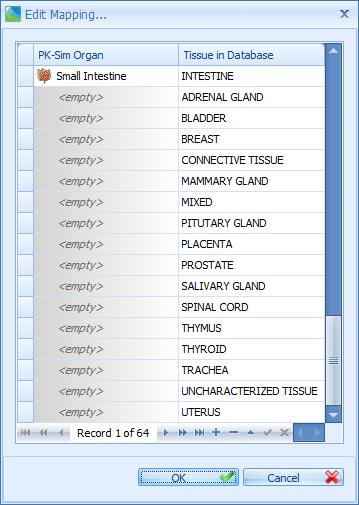 Edit Mapping...
PK-Sim Organ Tissue in Database
Small Intestine INTESTINE
<empty> ADRENAL GLAND
<empty> BLADDER
<empty> BREAST
<empty> CONNECTIVE TISSUE
<empty> MAMMARY GLAND
<empty> MIXED
<empty> PITUTARY GLAND
<empty> PLACENTA
<empty> PROSTATE
<empty> SALIVARY GLAND
<empty> SPINAL CORD
<empty> THYMUS
<empty> THYROID
<empty> TRACHEA
<empty> UNCHARACTERIZED TISSUE
<empty> UTERUS
Record 1 of 64
OK Cancel